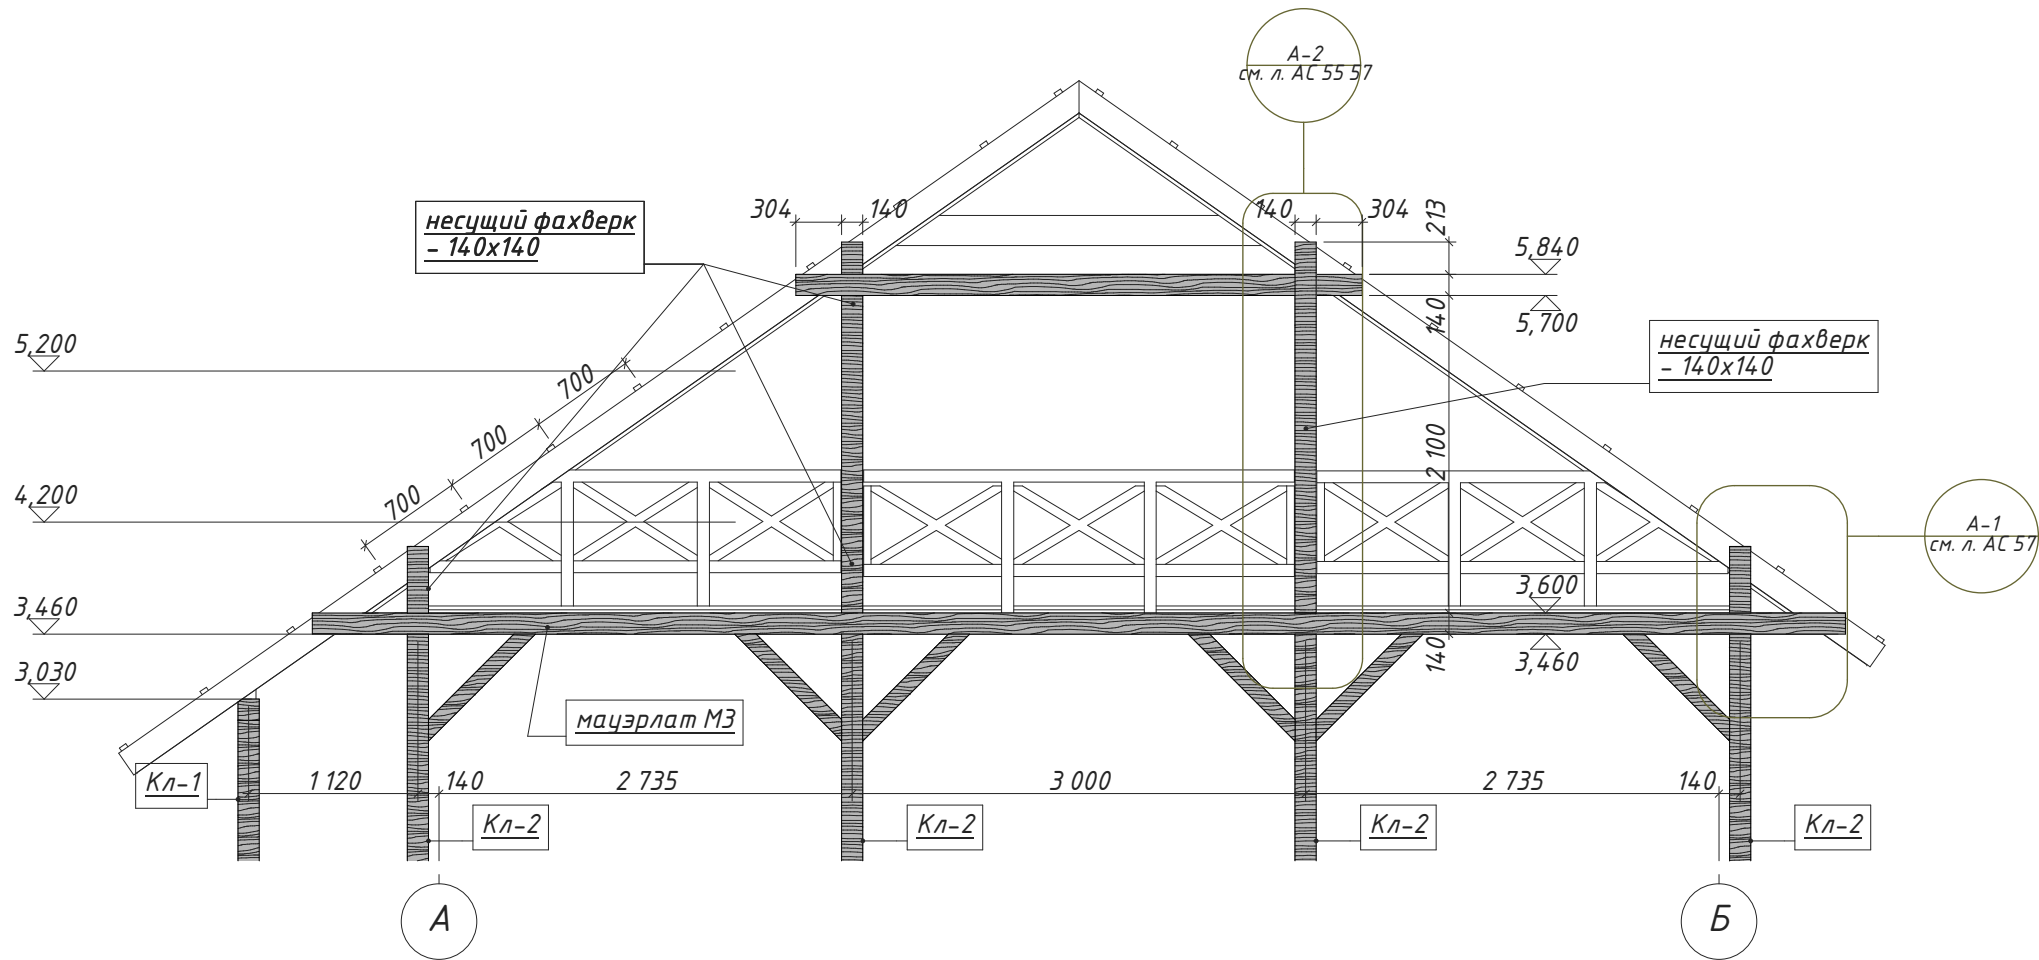 А-2
см. л. АС 55 57
304
140
140
304
213
несущий фахверк
- 140х140
5,840
140
5,700
5,200
несущий фахверк
- 140х140
700
700
700
2 100
4,200
А-1
см. л. АС 57
3,600
3,460
140
3,460
3,030
мауэрлат М3
Кл-1
1 120
140
2 735
3 000
2 735
140
Кл-2
Кл-2
Кл-2
Кл-2
А
Б